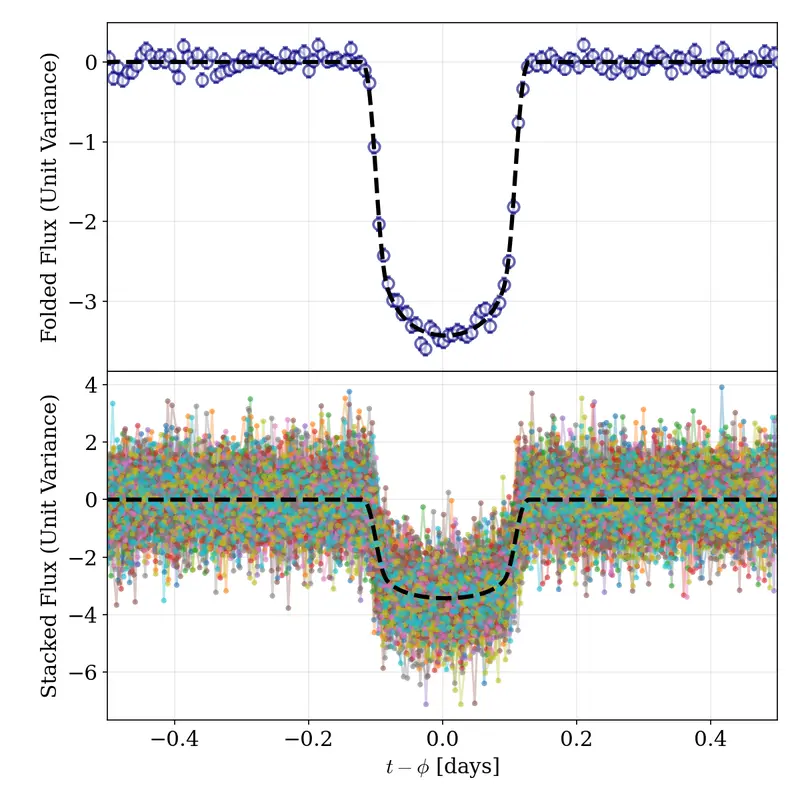 Folded Flux (Unit Variance)
0
−1
−2
−3
Stacked Flux (Unit Variance)
4
2
0
−2
−4
−6
−0.4 −0.2 0.0 0.2 0.4
t − ϕ [days]